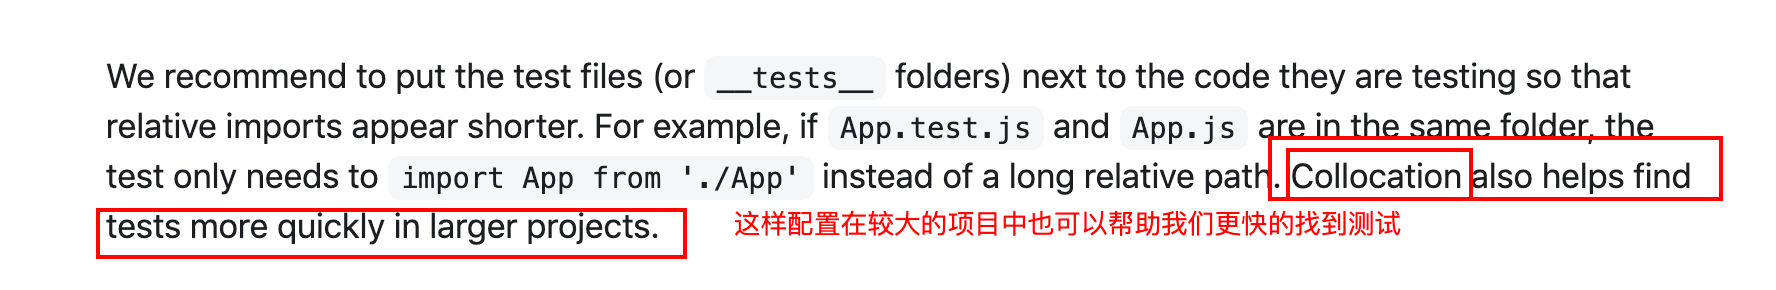 We recommend to put the test files (or __tests__ folders) next to the code they are testing so that
relative imports appear shorter. For example, if App.test.js and App.js are in the same folder, the
test only needs to import App from './App' instead of a long relative path. Collocation also helps find
tests more quickly in larger projects. 这样配置在较大的项目中也可以帮助我们更快的找到测试